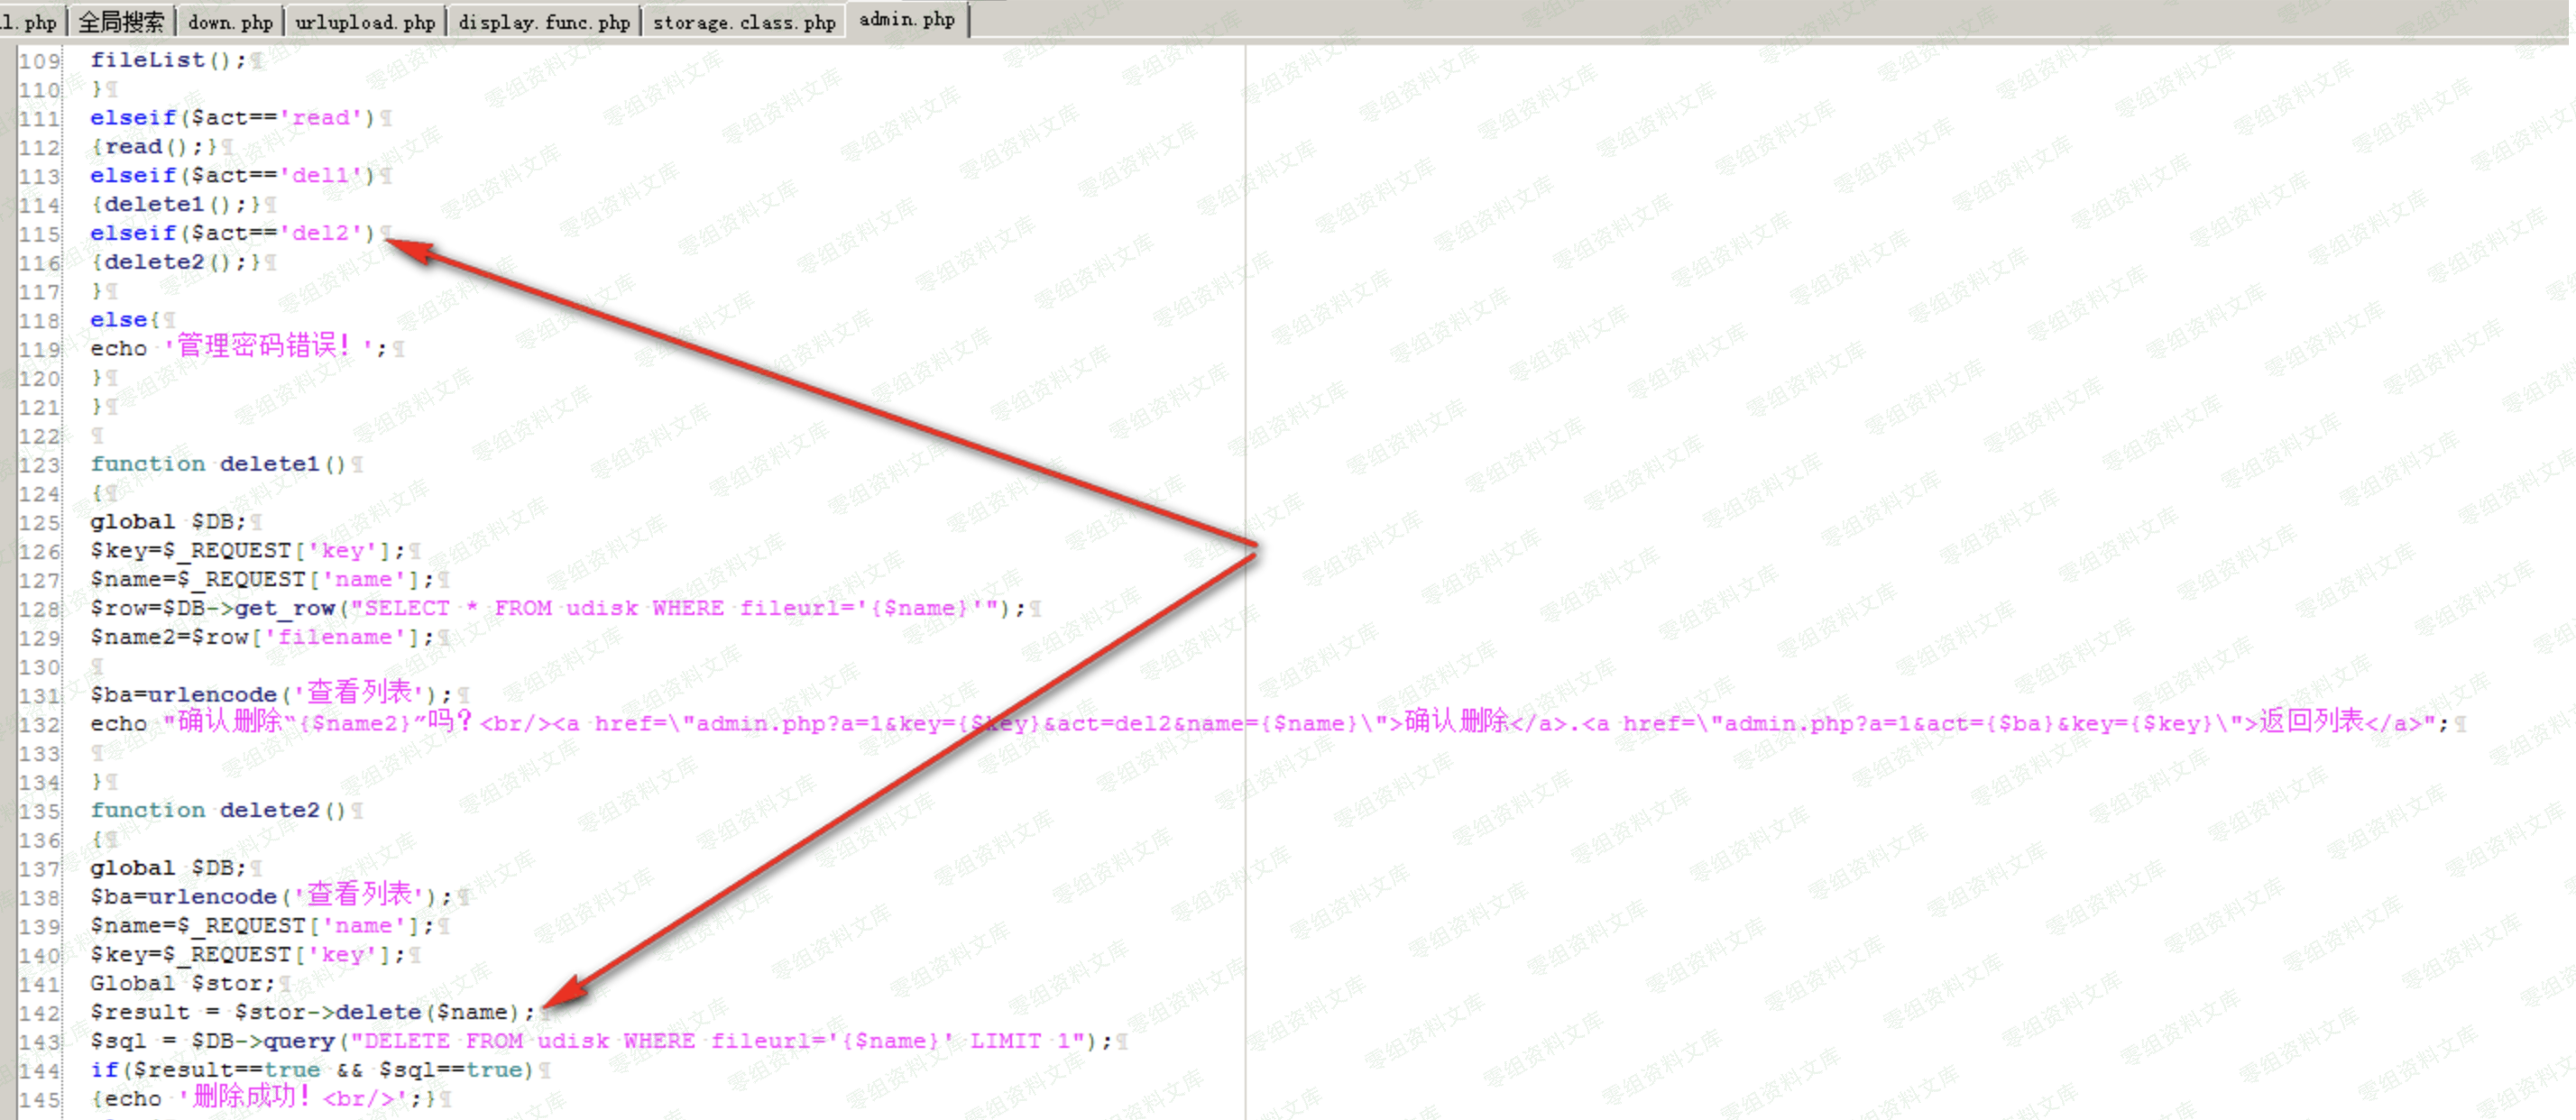 l.php 全局搜索 down.php urlupload.php display.func.php storage.class.php admin.php
109 fileList();
110 }
111 elseif($act=='read')
112 {read();}
113 elseif($act=='del1')
114 {delete1();}
115 elseif($act=='del2')
116 {delete2();}
117 }
118 else{
119 echo '管理密码错误！';
120 }
121 }
122
123 function delete1()
124 {
125 global $DB;
126 $key=$_REQUEST['key'];
127 $name=$_REQUEST['name'];
128 $row=$DB->get_row("SELECT * FROM udisk WHERE fileurl='{$name}'");
129 $name2=$row['filename'];
130
131 $ba=urlencode('查看列表');
132 echo "确认删除“{$name2}”吗？<br/><a href=\"admin.php?a=1&key={$key}&act=del2&name={$name}\">确认删除</a>.<a href=\"admin.php?a=1&act={$ba}&key={$key}\">返回列表</a>";
133
134 }
135 function delete2()
136 {
137 global $DB;
138 $ba=urlencode('查看列表');
139 $name=$_REQUEST['name'];
140 $key=$_REQUEST['key'];
141 Global $stor;
142 $result = $stor->delete($name);
143 $sql = $DB->query("DELETE FROM udisk WHERE fileurl='{$name}' LIMIT 1");
144 if($result==true && $sql==true)
145 {echo '删除成功！<br/>';}
零组资料文库